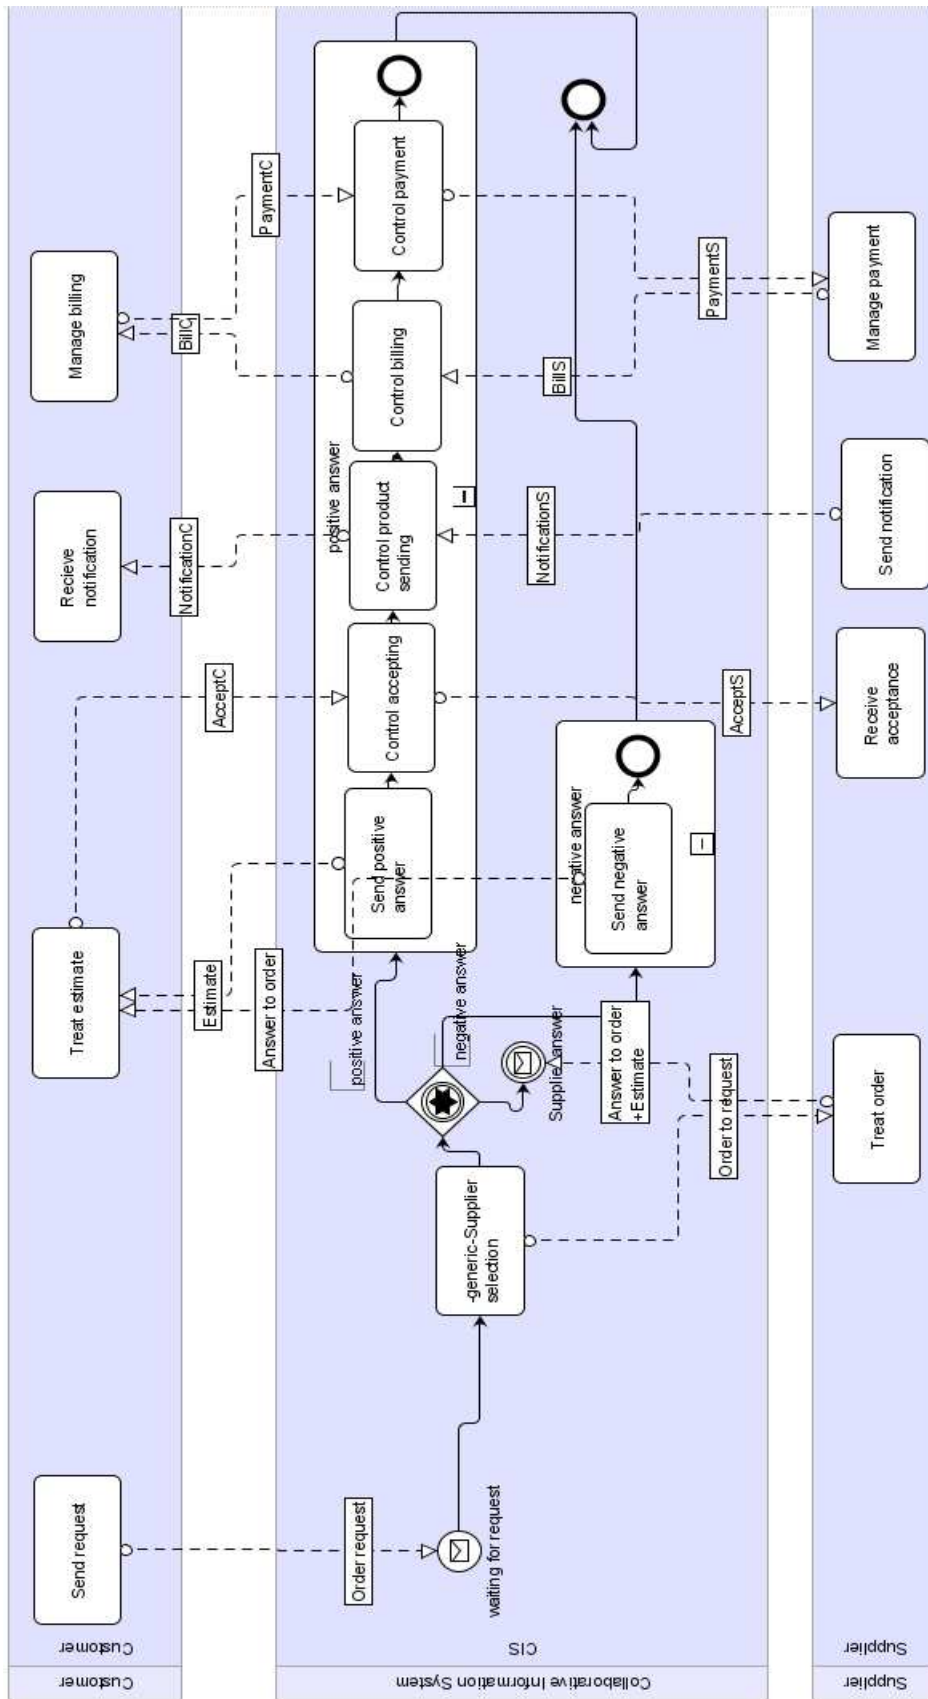 Customer
Customer
Send request
Treat estimate
Recieve
notification
Manage billing
Order request
Estimate
Answer to order
AcceptC
NotificationC
BillC
PaymentC
Collaborative Information System
CIS
waiting for request
-generic-Supplier
selection
positive answer
negative answer
Supplier answer
Answer to order
+Estimate
positive answer
Send positive
answer
Control accepting
Control product
sending
Control billing
Control payment
negative answer
Send negative
answer
Order to request
AcceptS
NotificationS
BillS
PaymentS
Supplier
Supplier
Treat order
Receive
acceptance
Send notification
Manage payment